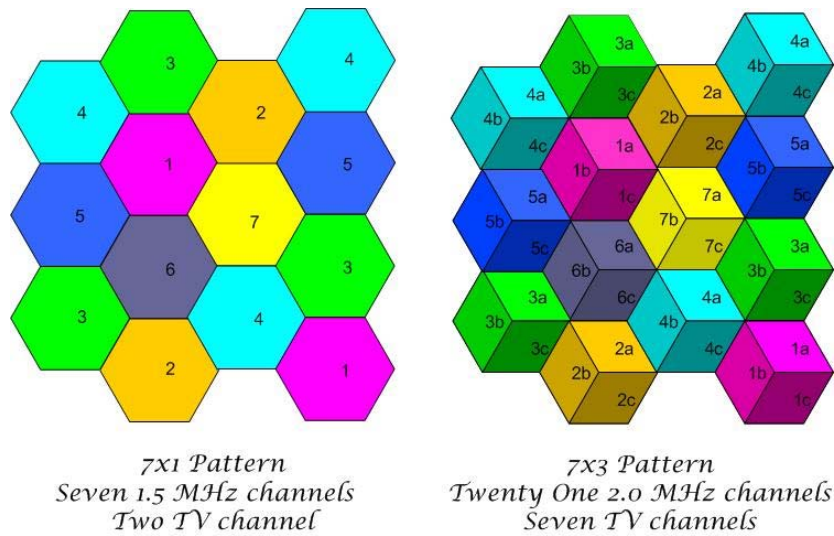 3
4
4
2
1
5
5
7
6
3
3
4
2
1
3a
4a
3b
4b
4a
3c
2a
4c
4b
2b
4c
1a
2c
5a
1b
5b
5a
1c
7a
5c
5b
7b
5c
6a
7c
3a
6b
3b
3a
6c
4a
3c
3b
4b
3c
2a
4c
1a
2b
1b
2c
1c
7x1 Pattern
Seven 1.5 MHz channels
Two TV channel
7x3 Pattern
Twenty One 2.0 MHz channels
Seven TV channels